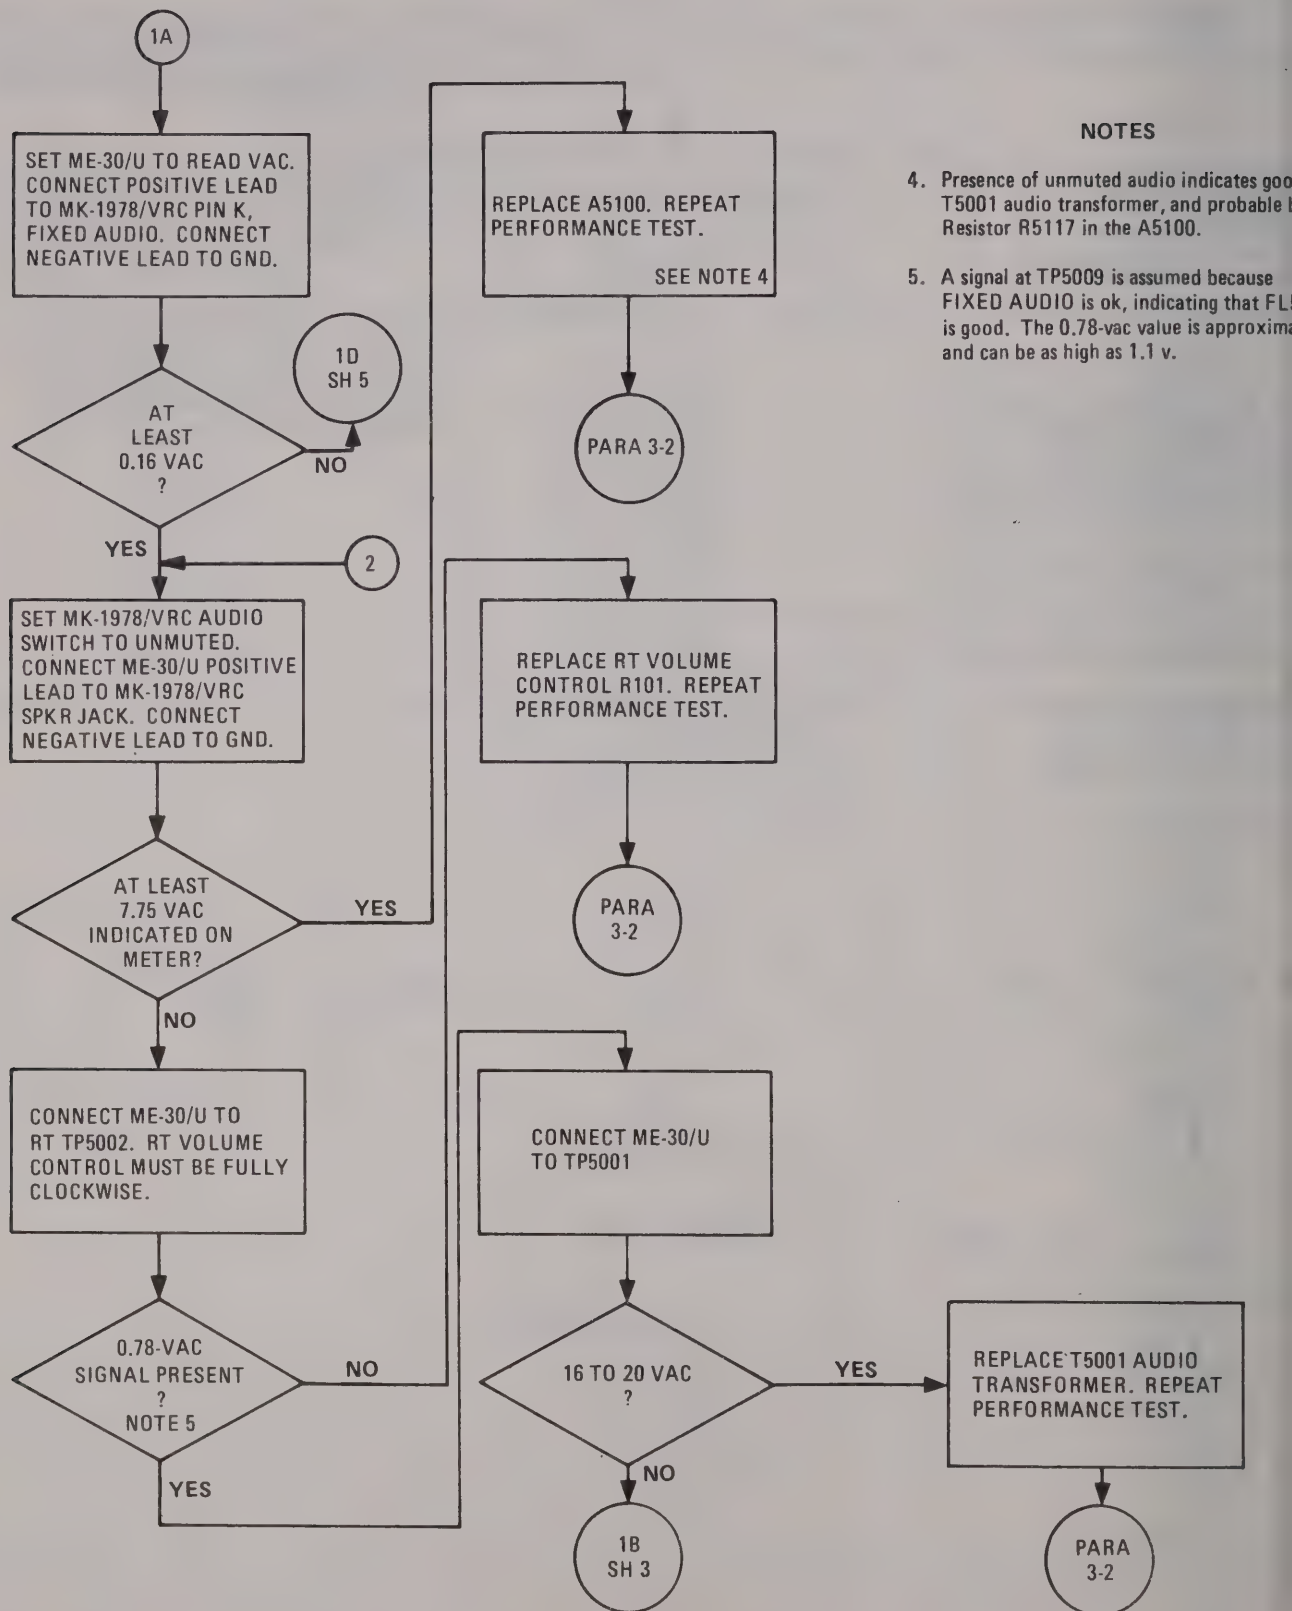 1A
SET ME-30/U TO READ VAC.
CONNECT POSITIVE LEAD
TO MK-1978/VRC PIN K,
FIXED AUDIO. CONNECT
NEGATIVE LEAD TO GND.
1D
SH 5
AT
LEAST
0.16 VAC
?
NO
YES
2
SET MK-1978/VRC AUDIO
SWITCH TO UNMUTED.
CONNECT ME-30/U POSITIVE
LEAD TO MK-1978/VRC
SPKR JACK. CONNECT
NEGATIVE LEAD TO GND.
AT LEAST
7.75 VAC
INDICATED ON
METER?
YES
NO
CONNECT ME-30/U TO
RT TP5002. RT VOLUME
CONTROL MUST BE FULLY
CLOCKWISE.
0.78-VAC
SIGNAL PRESENT
?
NOTE 5
NO
YES
REPLACE A5100. REPEAT
PERFORMANCE TEST.
SEE NOTE 4
PARA 3-2
REPLACE RT VOLUME
CONTROL R101. REPEAT
PERFORMANCE TEST.
PARA
3-2
CONNECT ME-30/U
TO TP5001
16 TO 20 VAC
?
YES
NO
1B
SH 3
REPLACE T5001 AUDIO
TRANSFORMER. REPEAT
PERFORMANCE TEST.
PARA
3-2
NOTES
4. Presence of unmuted audio indicates
T5001 audio transformer, and probable
Resistor R5117 in the A5100.
5. A signal at TP5009 is assumed because
FIXED AUDIO is ok, indicating that
is good. The 0.78-vac value is
and can be as high as 1.1 v.